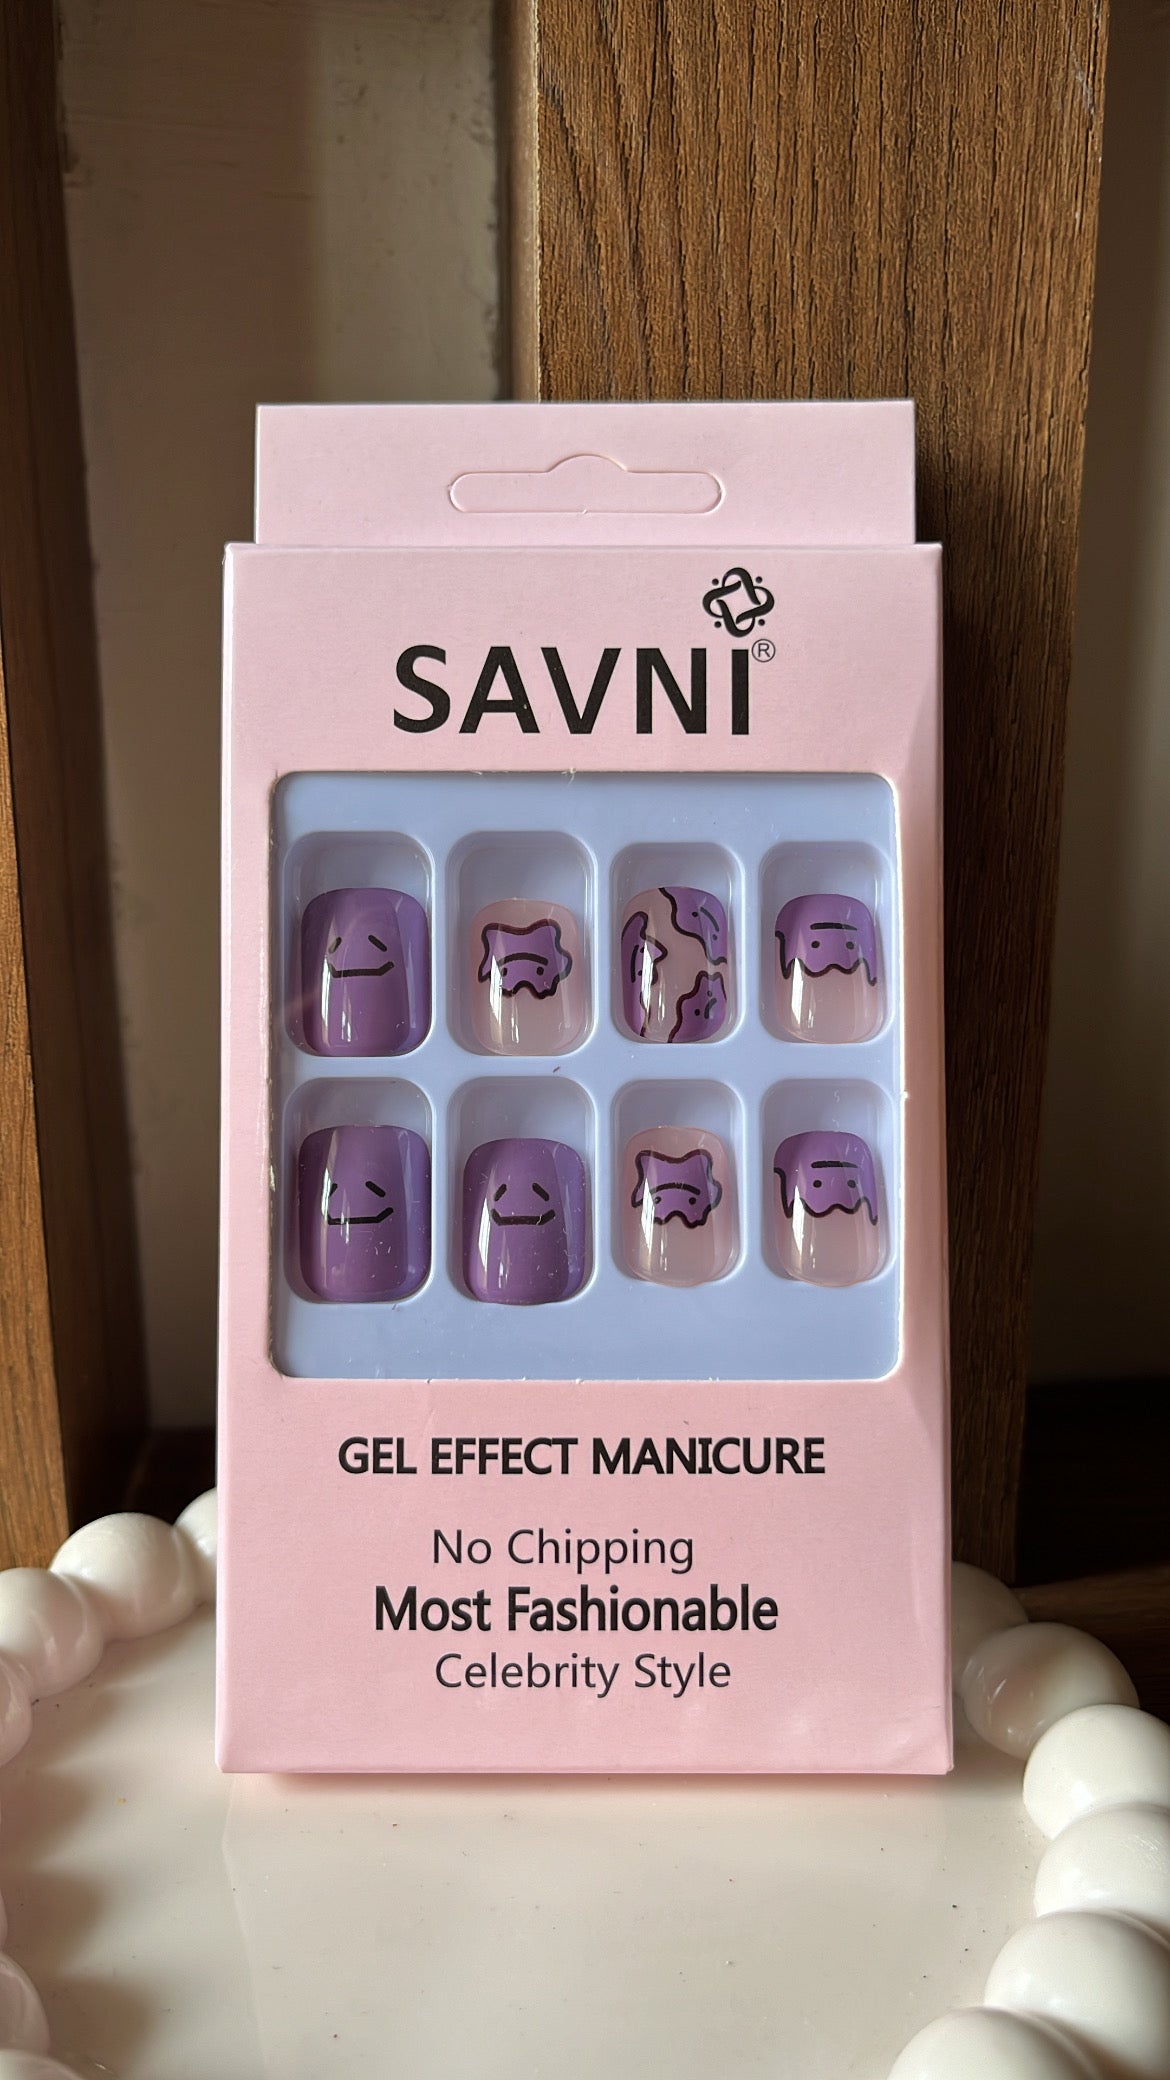 SAVNI®
GEL EFFECT MANICURE
No Chipping
Most Fashionable
Celebrity Style